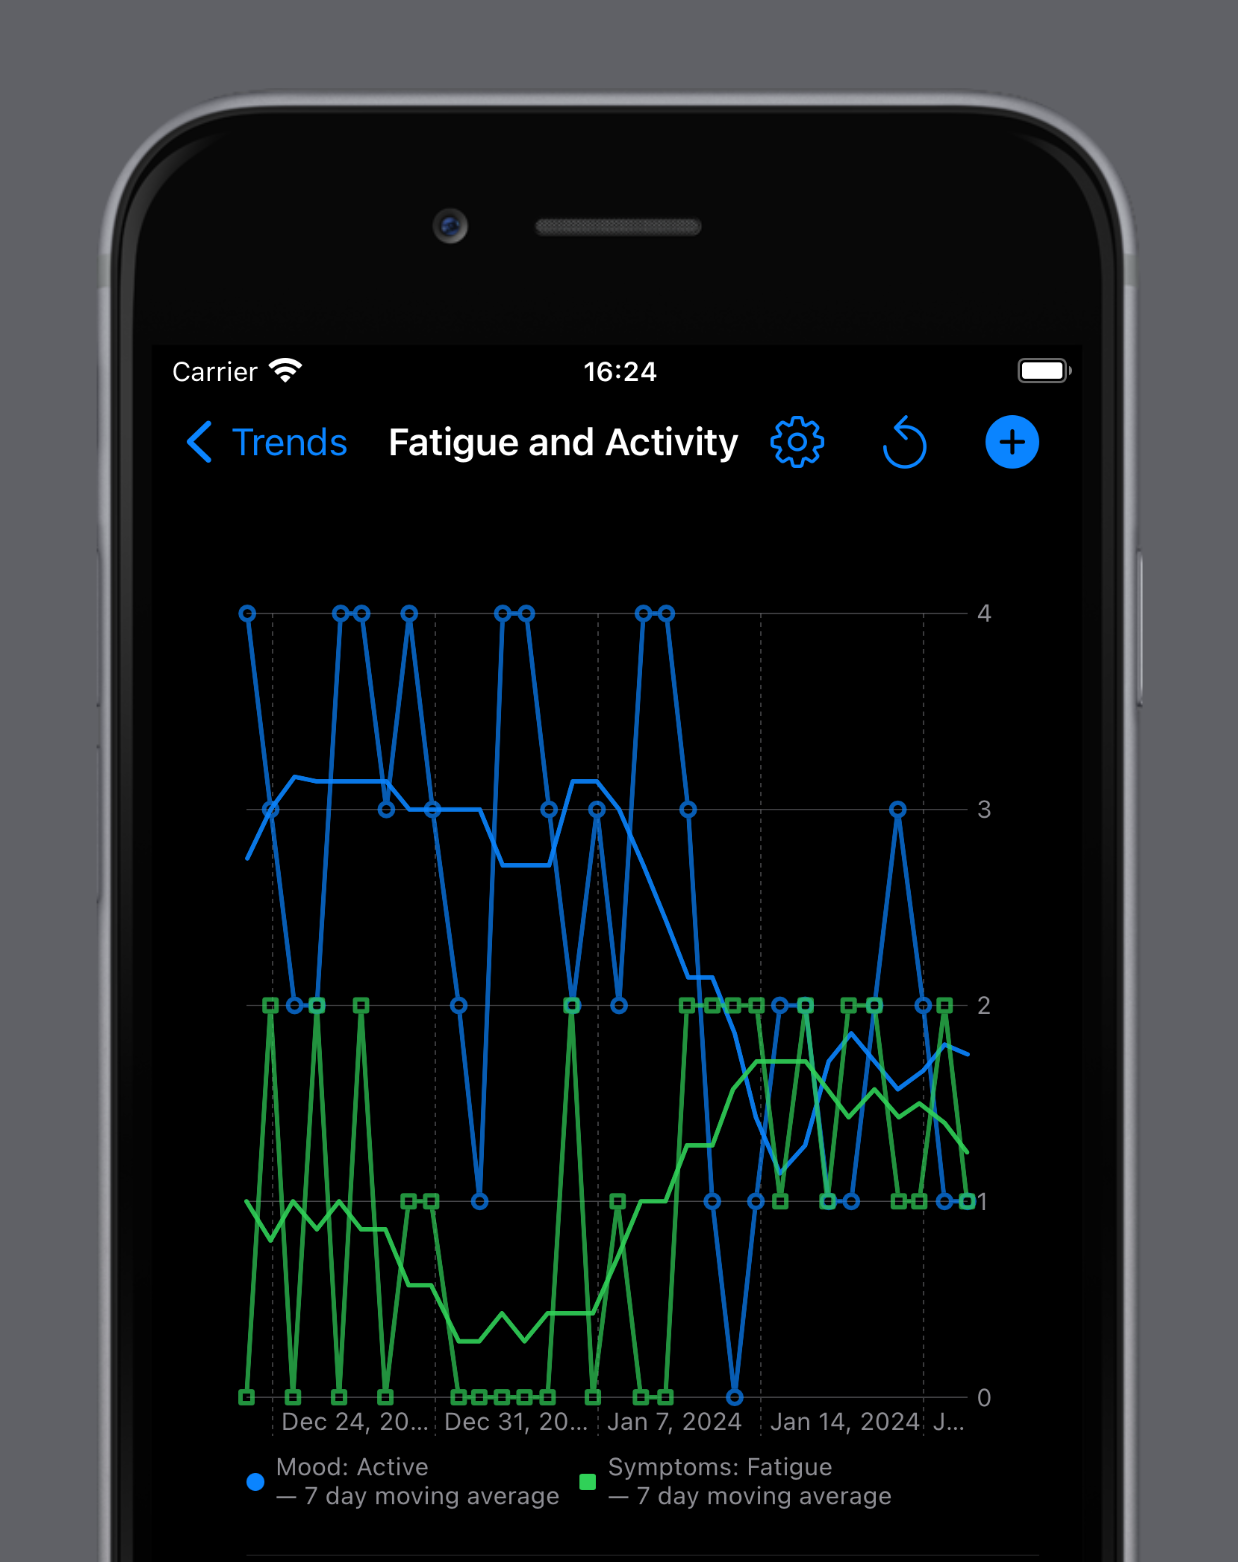 Carrier 16:24
Trends Fatigue and Activity
4
3
2
1
0
Dec 24, 20... Dec 31, 20... Jan 7, 2024 Jan 14, 2024 J...
Mood: Active
— 7 day moving average
Symptoms: Fatigue
— 7 day moving average